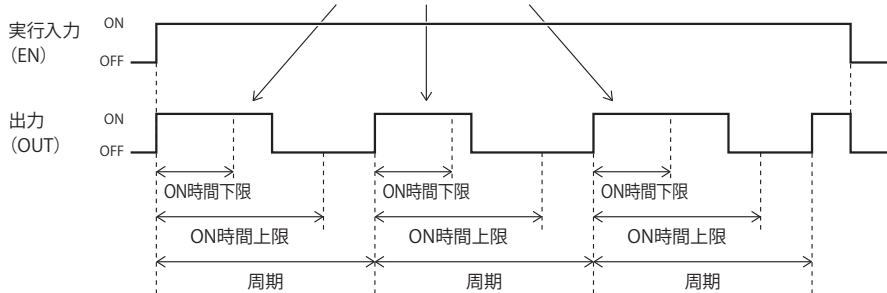 実行入力
(EN)
ON
OFF
出力
(OUT)
ON
OFF
ON時間下限
ON時間下限
ON時間下限
ON時間上限
ON時間上限
ON時間上限
周期
周期
周期